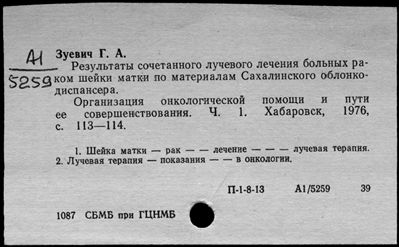 А1
5259
Зуевич Г. А.
Результаты сочетанного лучевого лечения больных ра-
ком шейки матки по материалам Сахалинского облонко-
диспансера.
Организация онкологической помощи и пути
ее совершенствования. Ч. 1. Хабаровск, 1976,
с. 113—114.
1. Шейка матки — рак — — лечение — — — лучевая терапия.
2. Лучевая терапия — показания — — в онкологии.
П-1-8-13 А1/5259 39
1087 СБМБ при ГЦНМБ